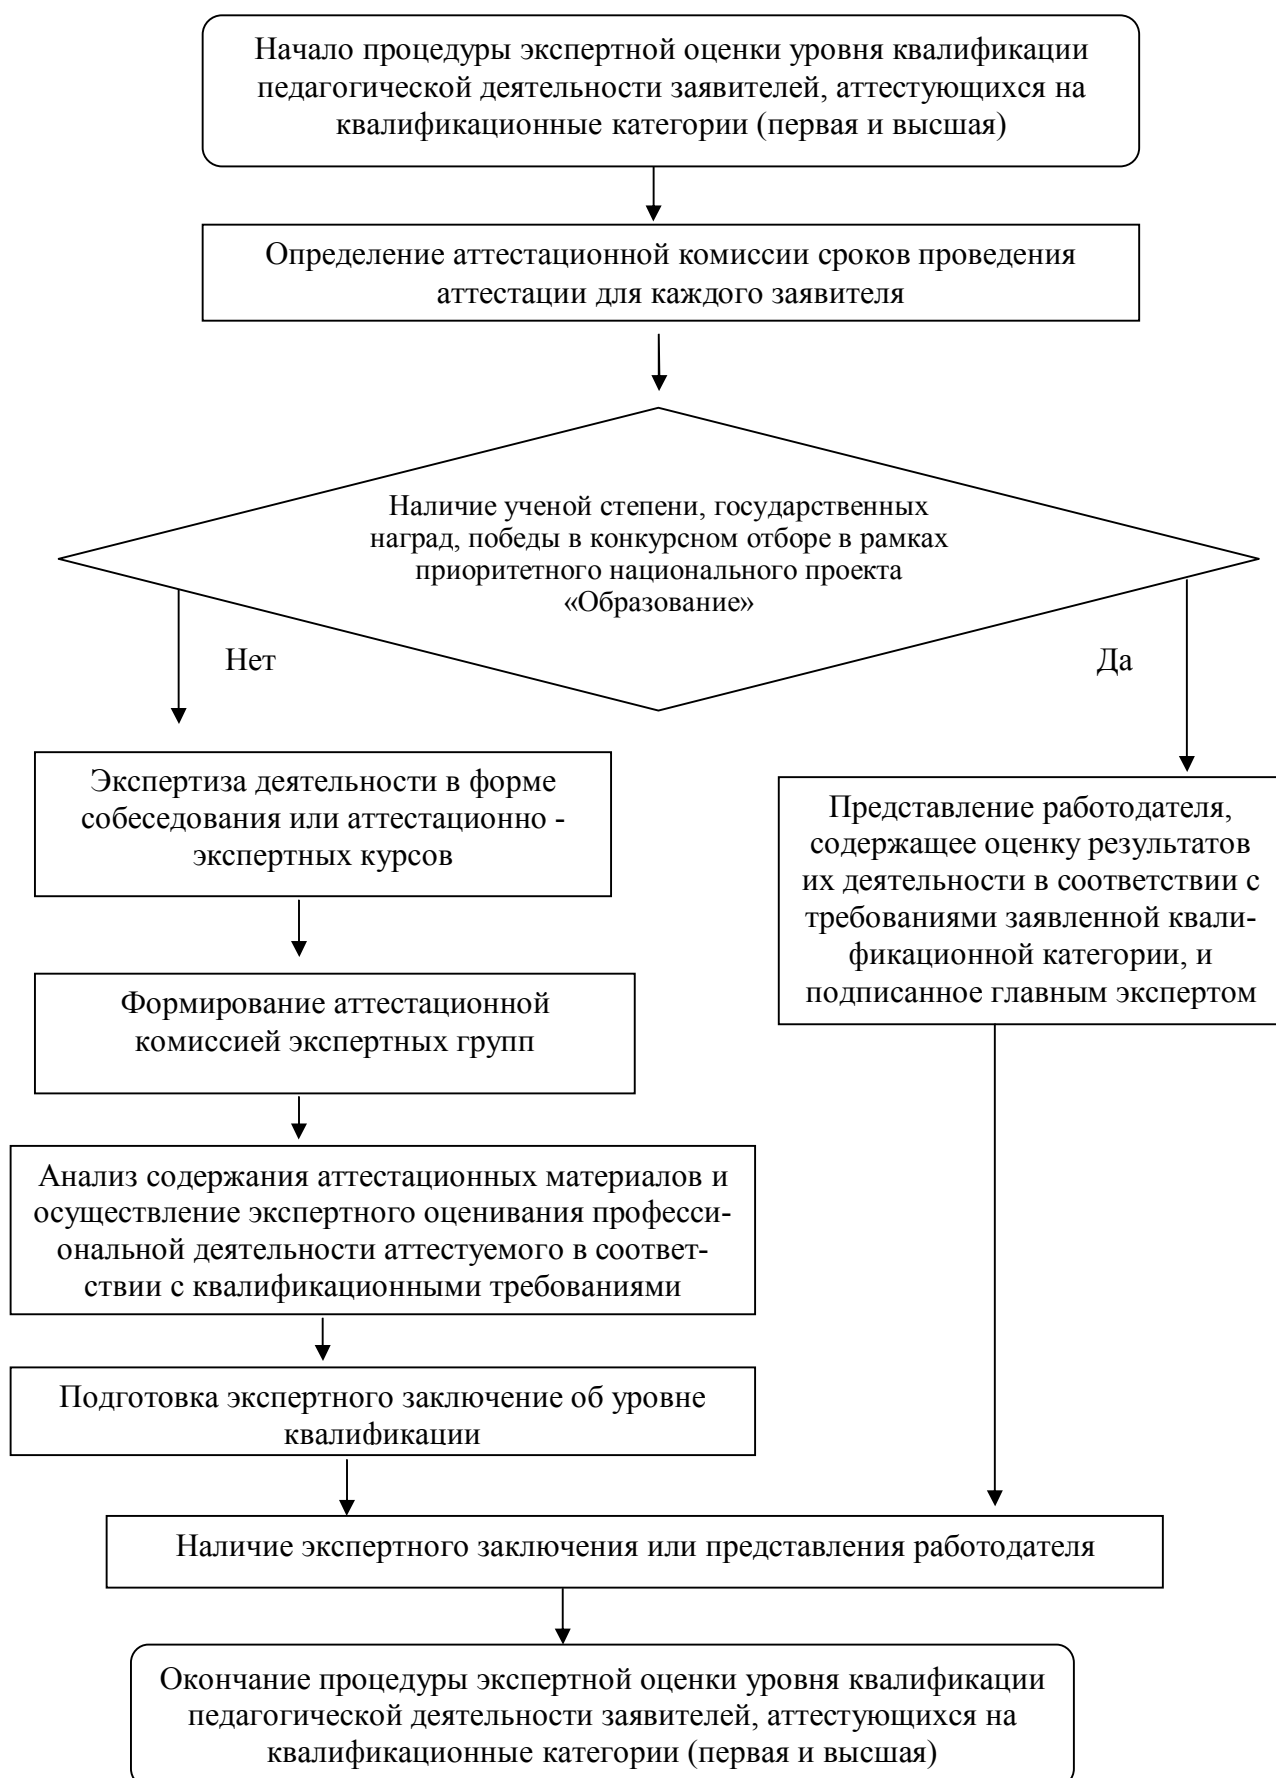 Начало процедуры экспертной оценки уровня квалификации
педагогической деятельности заявителей, аттестующихся на
квалификационные категории (первая и высшая)
Определение аттестационной комиссии сроков проведения
аттестации для каждого заявителя
Наличие ученой степени, государственных
наград, победы в конкурсном отборе в рамках
приоритетного национального проекта
«Образование»
Нет
Да
Экспертиза деятельности в форме
собеседования или аттестационно -
экспертных курсов
Представление работодателя,
содержащее оценку результатов
их деятельности в соответствии с
требованиями заявленной квали-
фикационной категории, и
подписанное главным экспертом
Формирование аттестационной
комиссией экспертных групп
Анализ содержания аттестационных материалов и
осуществление экспертного оценивания професси-
ональной деятельности аттестуемого в соответ-
ствии с квалификационными требованиями
Подготовка экспертного заключение об уровне
квалификации
Наличие экспертного заключения или представления работодателя
Окончание процедуры экспертной оценки уровня квалификации
педагогической деятельности заявителей, аттестующихся на
квалификационные категории (первая и высшая)